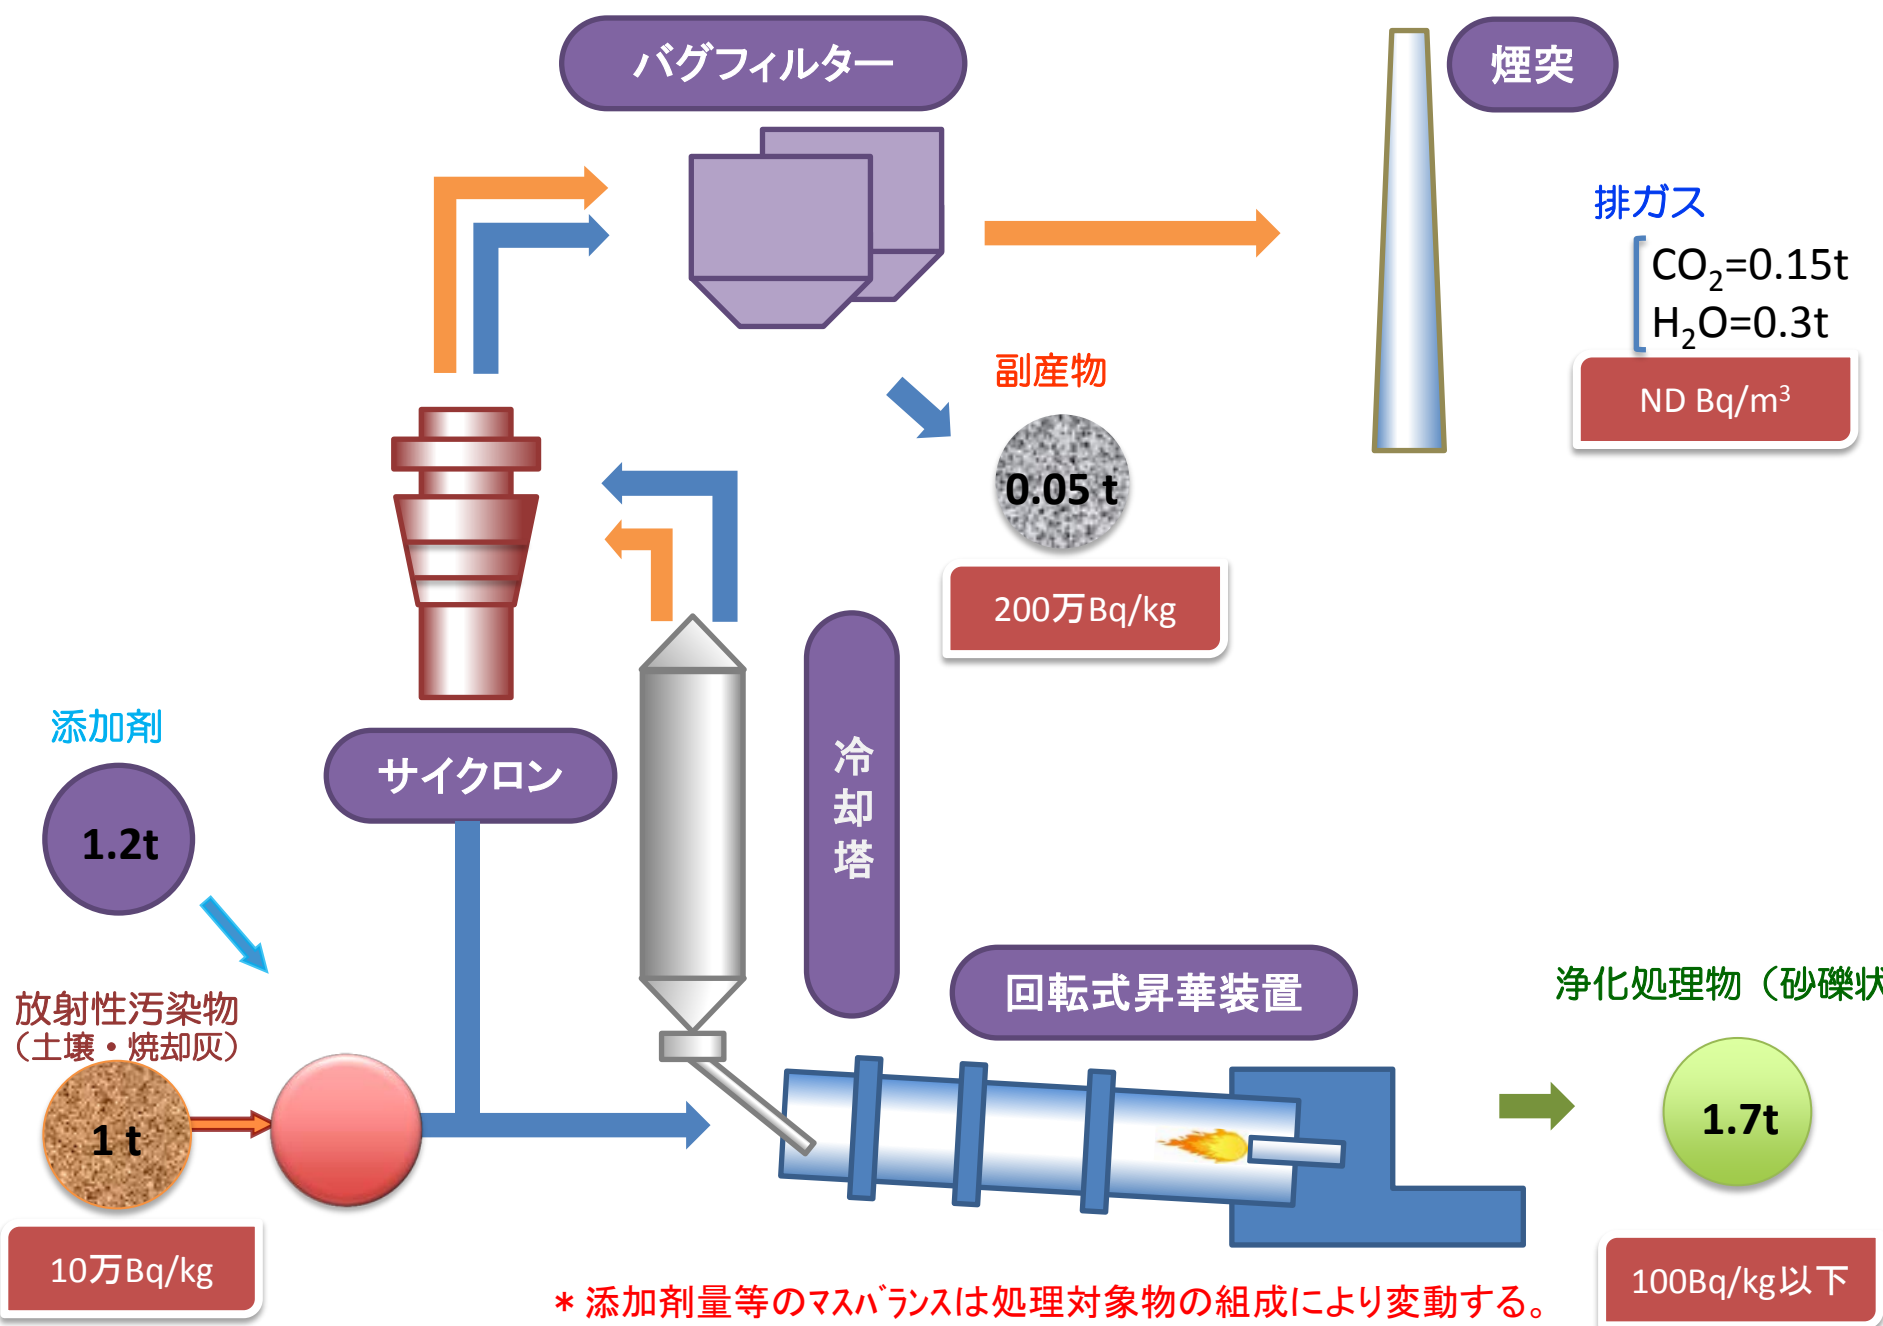 バグフィルター
煙突
排ガス
CO₂=0.15t
H₂O=0.3t
ND Bq/m³
副産物
0.05 t
200万Bq/kg
添加剤
1.2t
サイクロン
冷却塔
放射性汚染物
（土壌・焼却灰）
1 t
10万Bq/kg
回転式昇華装置
浄化処理物（砂礫状
1.7t
100Bq/kg以下
＊添加剤量等のﾏｽﾊﾞﾗﾝｽは処理対象物の組成により変動する。